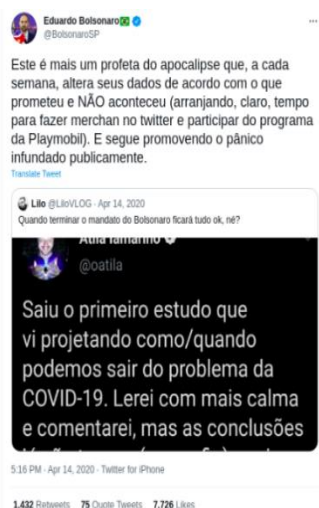 Eduardo Bolsonaro
@BolsonaroSP
Este é mais um profeta do apocalipse que, a cada
semana, altera seus dados de acordo com o que
prometeu e NÃO aconteceu (arranjando, claro, tempo
para fazer merchan no twitter e participar do programa
da Playmobil). E segue promovendo o pânico
infundado publicamente.
Translate Tweet
Lilo @LiloVLOG · Apr 14, 2020
Quando terminar o mandato do Bolsonaro ficará tudo ok, né?
Atila Iamarino
@oatila
Saiu o primeiro estudo que
vi projetando como/quando
podemos sair do problema da
COVID-19. Lerei com mais calma
e comentarei, mas as conclusões
5:16 PM · Apr 14, 2020 · Twitter for iPhone
1,432 Retweets 75 Quote Tweets 7,726 Likes